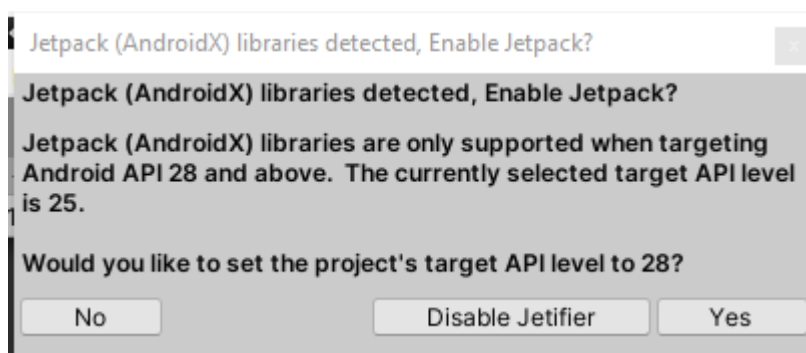 Jetpack (AndroidX) libraries detected, Enable Jetpack?
x
Jetpack (AndroidX) libraries detected, Enable Jetpack?
Jetpack (AndroidX) libraries are only supported when targeting
Android API 28 and above. The currently selected target API level
is 25.
Would you like to set the project's target API level to 28?
No
Disable Jetifier
Yes